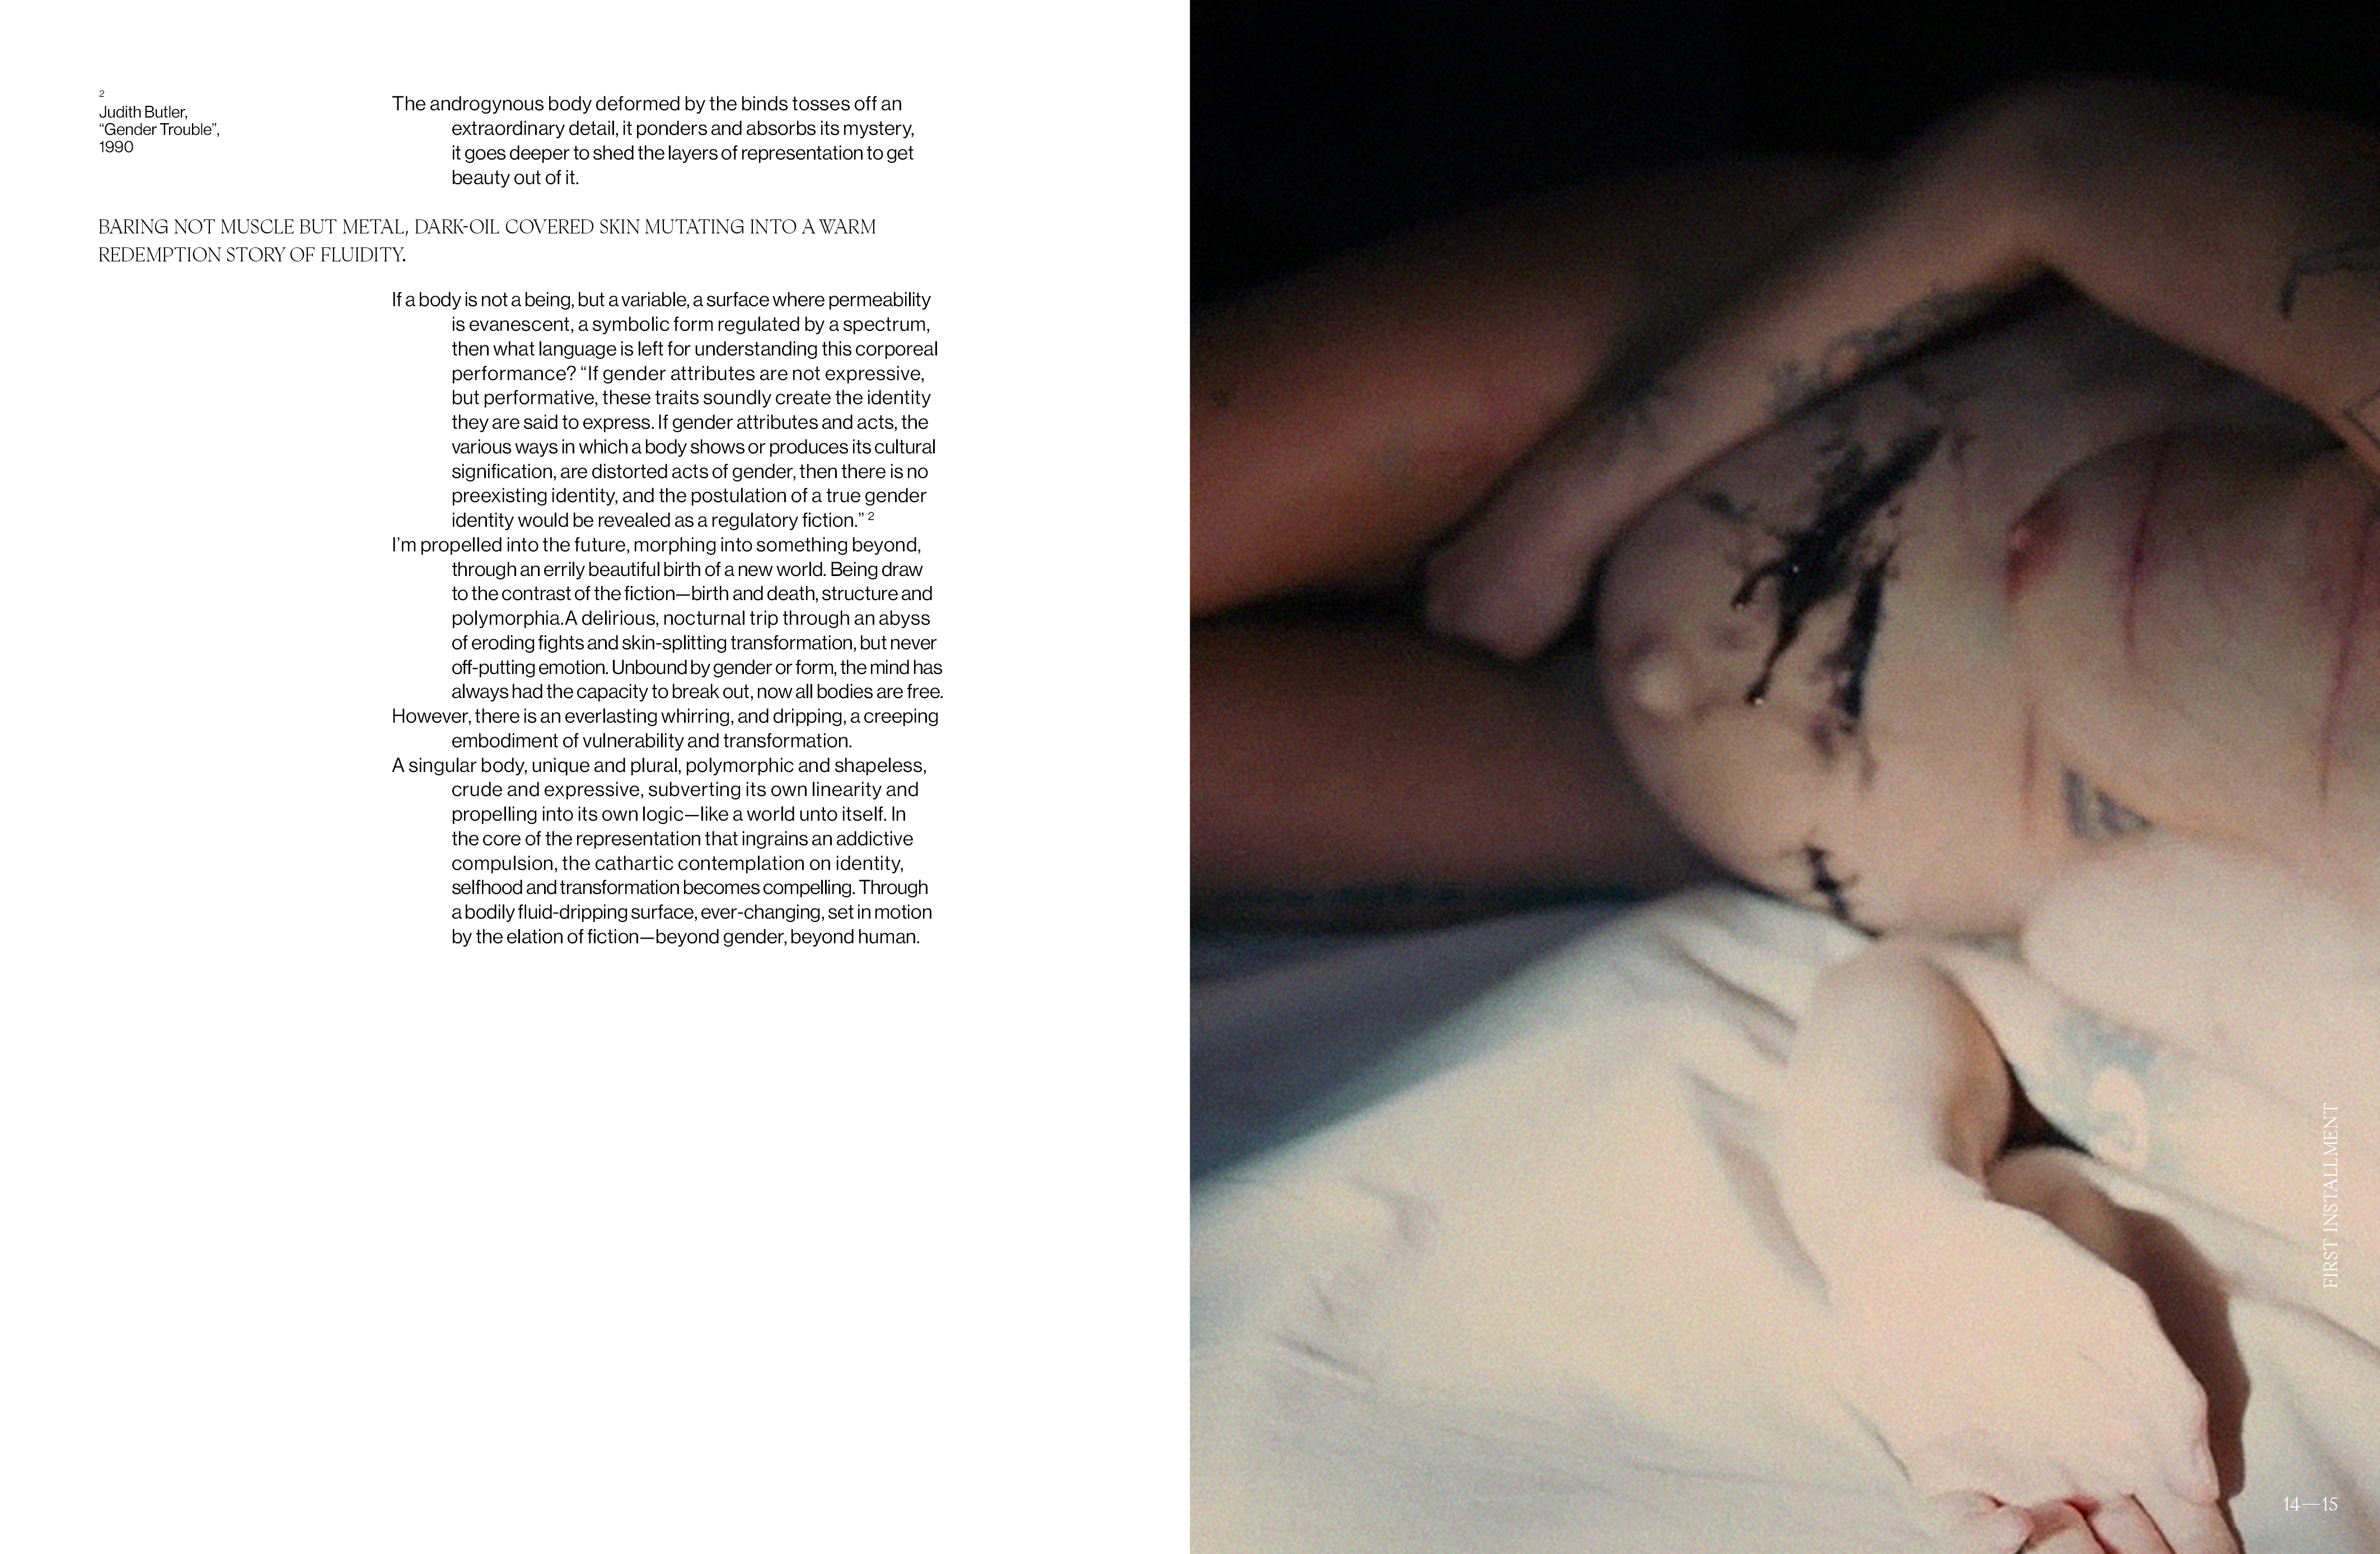 2
Judith Butler,
“Gender Trouble”,
1990
The androgynous body deformed by the binds tosses off an
extraordinary detail, it ponders and absorbs its mystery,
it goes deeper to shed the layers of representation to get
beauty out of it.
BARING NOT MUSCLE BUT METAL, DARK-OIL COVERED SKIN MUTATING INTO A WARM
REDEMPTION STORY OF FLUIDITY.
If a body is not a being, but a variable, a surface where permeability
is evanescent, a symbolic form regulated by a spectrum,
then what language is left for understanding this corporeal
performance? “If gender attributes are not expressive,
but performative, these traits soundly create the identity
they are said to express. If gender attributes and acts, the
various ways in which a body shows or produces its cultural
signification, are distorted acts of gender, then there is no
preexisting identity, and the postulation of a true gender
identity would be revealed as a regulatory fiction.” 2
I’m propelled into the future, morphing into something beyond,
through an errily beautiful birth of a new world. Being draw
to the contrast of the fiction—birth and death, structure and
polymorphia.A delirious, nocturnal trip through an abyss
of eroding fights and skin-splitting transformation, but never
off-putting emotion. Unbound by gender or form, the mind has
always had the capacity to break out, now all bodies are free.
However, there is an everlasting whirring, and dripping, a creeping
embodiment of vulnerability and transformation.
A singular body, unique and plural, polymorphic and shapeless,
crude and expressive, subverting its own linearity and
propelling into its own logic—like a world unto itself. In
the core of the representation that ingrains an addictive
compulsion, the cathartic contemplation on identity,
selfhood and transformation becomes compelling. Through
a bodily fluid-dripping surface, ever-changing, set in motion
by the elation of fiction—beyond gender, beyond human.
FIRST INSTALLMENT
14—15